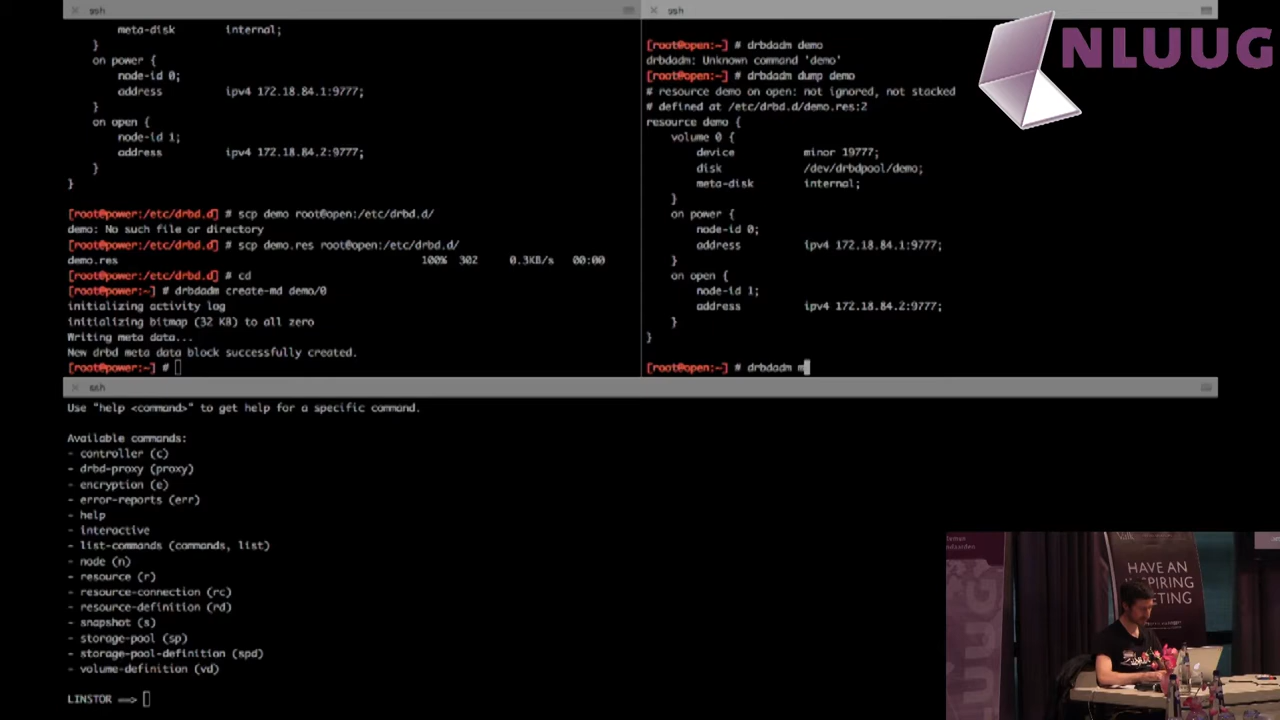 ssh
meta-disk internal;
}
on power {
node-id 0;
address ipv4 172.18.84.1:9777;
}
on open {
node-id 1;
address ipv4 172.18.84.2:9777;
}
}
[root@power:/etc/drbd.d] # scp demo root@open:/etc/drbd.d/
demo: No such file or directory
[root@power:/etc/drbd.d] # scp demo.res root@open:/etc/drbd.d/
demo.res 100% 302 0.3KB/s 00:00
[root@power:/etc/drbd.d] # cd
[root@power:~] # drbdadm create-md demo/0
initializing activity log
initializing bitmap (32 KB) to all zero
Writing meta data...
New drbd meta data block successfully created.
[root@power:~] #
ssh
[root@open:~] # drbdadm demo
drbdadm: Unknown command 'demo'
[root@open:~] # drbdadm dump demo
# resource demo on open: not ignored, not stacked
# defined at /etc/drbd.d/demo.res:2
resource demo {
volume 0 {
device minor 19777;
disk /dev/drbdpool/demo;
meta-disk internal;
}
on power {
node-id 0;
address ipv4 172.18.84.1:9777;
}
on open {
node-id 1;
address ipv4 172.18.84.2:9777;
}
}
[root@open:~] # drbdadm m
NLUUG
ssh
Use "help <command>" to get help for a specific command.
Available commands:
- controller (c)
- drbd-proxy (proxy)
- encryption (e)
- error-reports (err)
- help
- interactive
- list-commands (commands, list)
- node (n)
- resource (r)
- resource-connection (rc)
- resource-definition (rd)
- snapshot (s)
- storage-pool (sp)
- storage-pool-definition (spd)
- volume-definition (vd)
LINSTOR ==>
HAVE AN
INSPIRING
MEETING